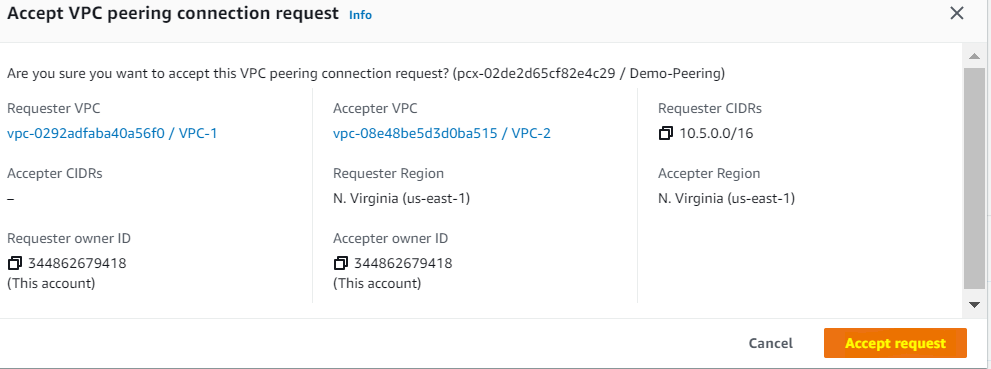 Accept VPC peering connection request Info
Are you sure you want to accept this VPC peering connection request? (pcx-02de2d65cf82e4c29 / Demo-Peering)
Requester VPC
vpc-0292adfaba40a56f0 / VPC-1
Accepter VPC
vpc-08e48be5d3d0ba515 / VPC-2
Requester CIDRs
10.5.0.0/16
Accepter CIDRs
–
Requester Region
N. Virginia (us-east-1)
Accepter Region
N. Virginia (us-east-1)
Requester owner ID
344862679418
(This account)
Accepter owner ID
344862679418
(This account)
Cancel
Accept request